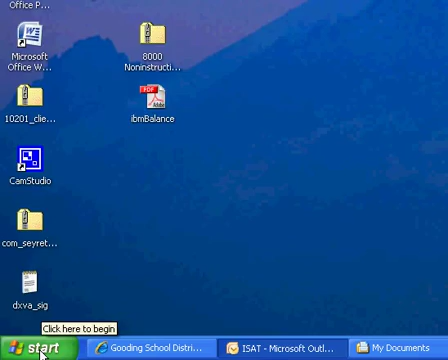 Office P...
Microsoft
Office W...
8000
Noninstructi...
10201_clie...
PDF
ibmBalance
CamStudio
com_seyret...
dxva_sig
Click here to begin
start
Gooding School Distri...
ISAT - Microsoft Outl...
My Documents